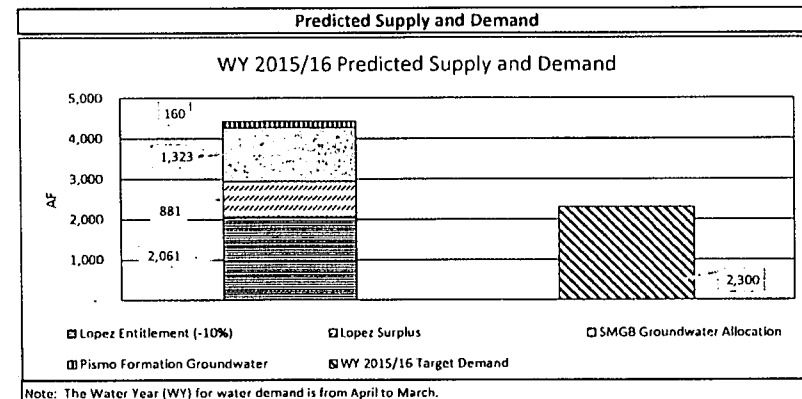 Predicted Supply and Demand
WY 2015/16 Predicted Supply and Demand
5,000
4,000
3,000
2,000
1,000
-
AF
160
1,323
881
2,061
2,300
Lopez Entitlement (-10%)
Lopez Surplus
SMGB Groundwater Allocation
Pismo Formation Groundwater
WY 2015/16 Target Demand
Note: The Water Year (WY) for water demand is from April to March.